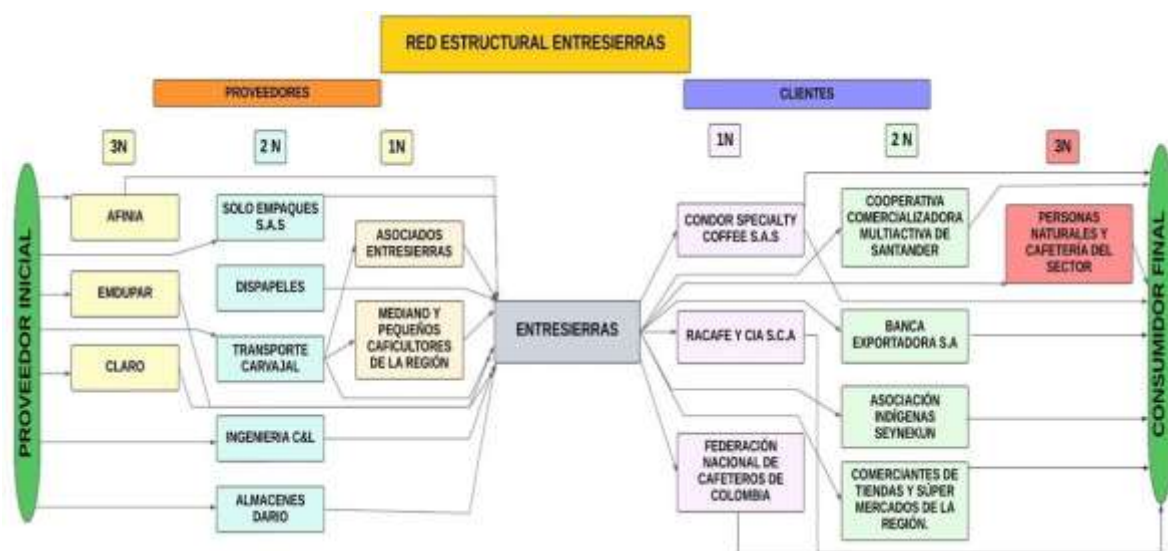 RED ESTRUCTURAL ENTRESIERRAS
PROVEEDORES
CLIENTES
3N
2 N
1N
1N
2 N
3N
PROVEEDOR INICIAL
AFINIA
EMDUPAR
CLARO
SOLO EMPAQUES
S.A.S
DISPAPELES
TRANSPORTE
CARVAJAL
INGENIERIA C&L
ALMACENES
DARIO
ASOCIADOS
ENTRESIERRAS
MEDIANO Y
PEQUEÑOS
CAFICULTORES
DE LA REGIÓN
ENTRESIERRAS
CONDOR SPECIALTY
COFFEE S.A.S
RACAFE Y CIA S.C.A
FEDERACIÓN
NACIONAL DE
CAFETEROS DE
COLOMBIA
COOPERATIVA
COMERCIALIZADORA
MULTIACTIVA DE
SANTANDER
BANCA
EXPORTADORA S.A
ASOCIACIÓN
INDÍGENAS
SEYNEKUN
COMERCIANTES DE
TIENDAS Y SÚPER
MERCADOS DE LA
REGIÓN.
PERSONAS
NATURALES Y
CAFETERÍA DEL
SECTOR
CONSUMIDOR FINAL